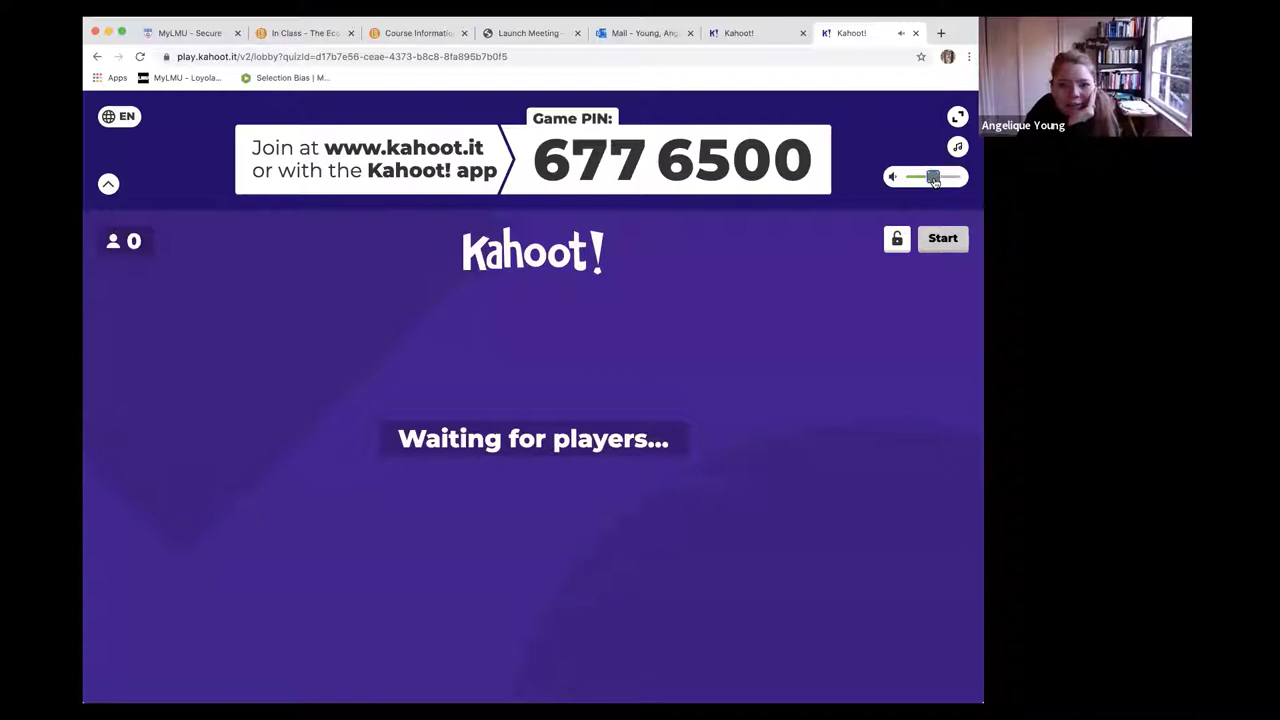 MyLMU - Secure
In Class - The Eco
Course Informatio
Launch Meeting -
Mail - Young, Ang
Kahoot!
Kahoot!
play.kahoot.it/v2/lobby?quizId=d17b7e56-ceae-4373-b8c8-8fa895b7b0f5
Apps
MyLMU - Loyola...
Selection Bias | M...
EN
Join at www.kahoot.it
or with the Kahoot! app
Game PIN:
677 6500
Angelique Young
0
Kahoot!
Start
Waiting for players...